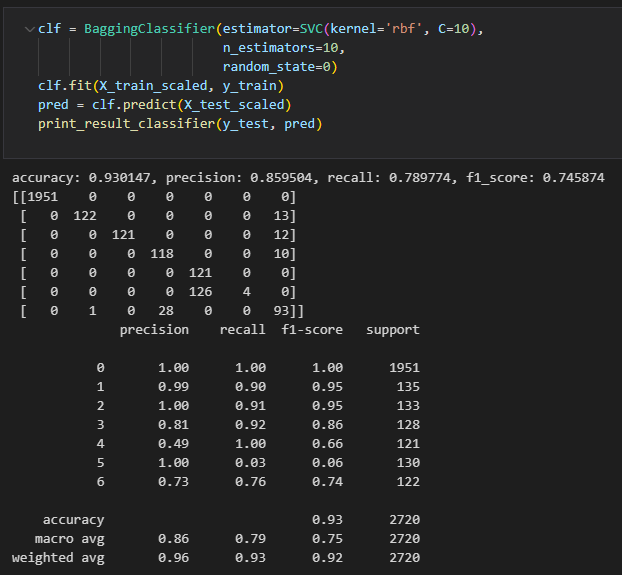 clf = BaggingClassifier(estimator=SVC(kernel='rbf', C=10),
                        n_estimators=10,
                        random_state=0)
clf.fit(X_train_scaled, y_train)
pred = clf.predict(X_test_scaled)
print_result_classifier(y_test, pred)
accuracy: 0.930147, precision: 0.859504, recall: 0.789774, f1_score: 0.745874
[[1951    0    0    0    0    0    0]
 [   0  122    0    0    0    0   13]
 [   0    0  121    0    0    0   12]
 [   0    0    0  118    0    0   10]
 [   0    0    0    0  121    0    0]
 [   0    0    0    0  126    4    0]
 [   0    1    0   28    0    0   93]]
              precision    recall  f1-score   support
           0       1.00      1.00      1.00      1951
           1       0.99      0.90      0.95       135
           2       1.00      0.91      0.95       133
           3       0.81      0.92      0.86       128
           4       0.49      1.00      0.66       121
           5       1.00      0.03      0.06       130
           6       0.73      0.76      0.74       122
    accuracy                           0.93      2720
   macro avg       0.86      0.79      0.75      2720
weighted avg       0.96      0.93      0.92      2720